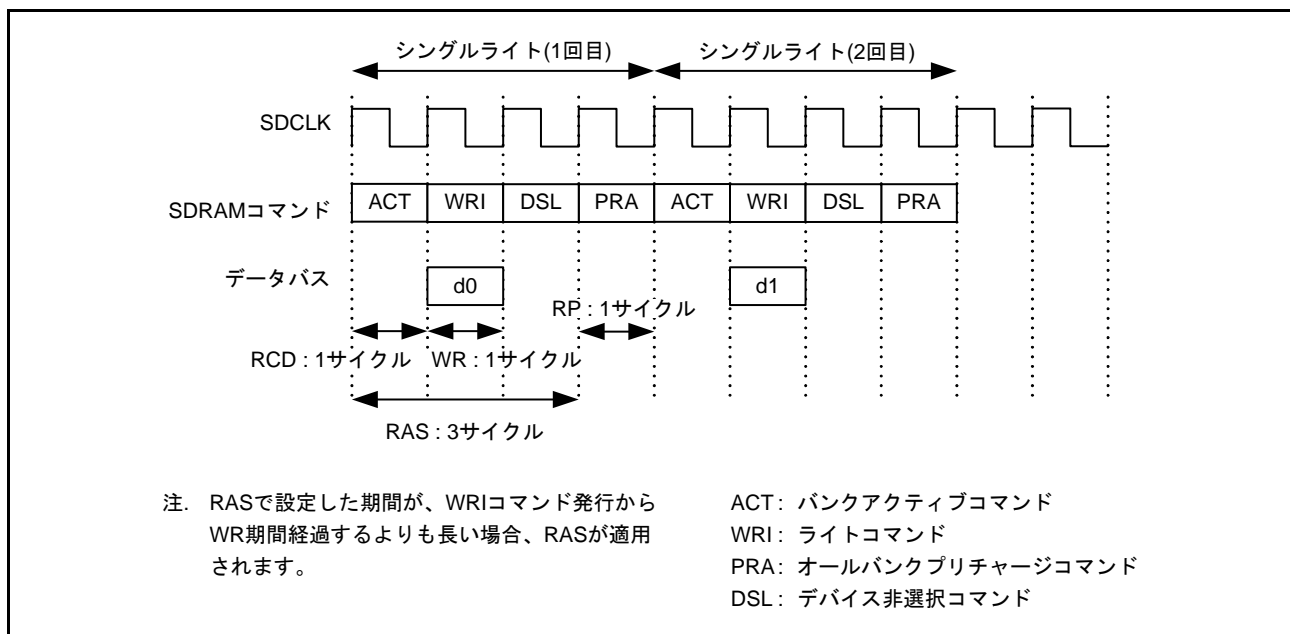 シングルライト(1回目) シングルライト(2回目)
SDCLK
SDRAMコマンド ACT WRI DSL PRA ACT WRI DSL PRA
データバス d0 d1
RP : 1サイクル
RCD : 1サイクル WR : 1サイクル
RAS : 3サイクル
注. RASで設定した期間が、WRIコマンド発行から
WR期間経過するよりも長い場合、RASが適用
されます。
ACT : バンクアクティブコマンド
WRI : ライトコマンド
PRA : オールバンクプリチャージコマンド
DSL : デバイス非選択コマンド